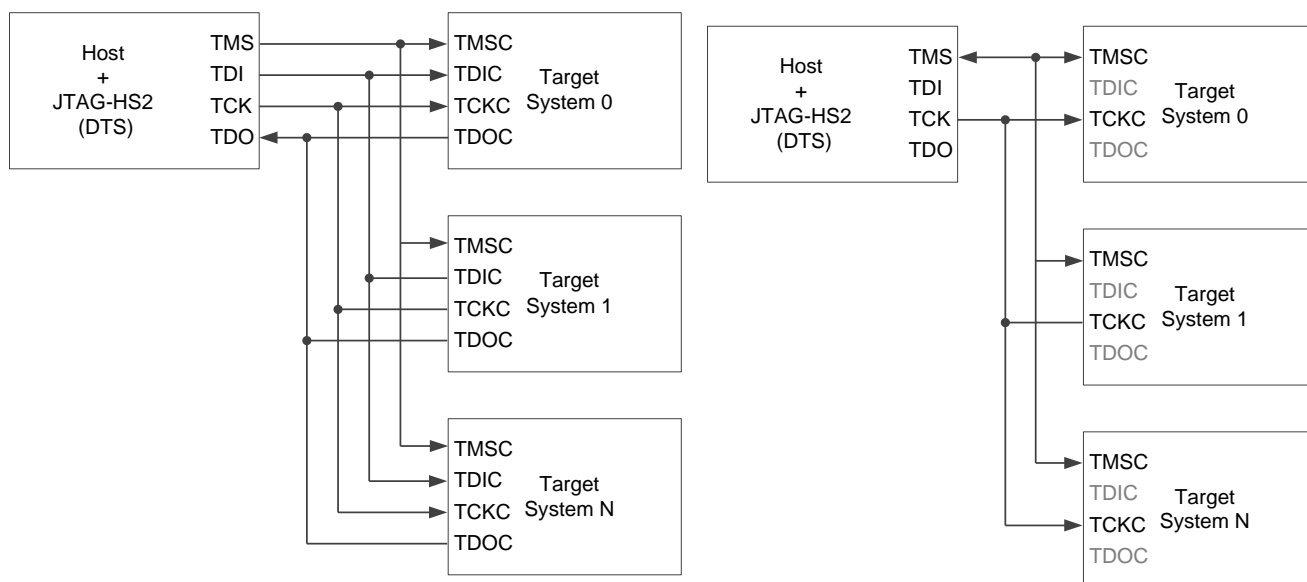 Host
+
JTAG-HS2
(DTS)
TMS
TDI
TCK
TDO
TMSC
TDIC
TCKC
TDOC
Target
System 0
TMSC
TDIC
TCKC
TDOC
Target
System 1
TMSC
TDIC
TCKC
TDOC
Target
System N
Host
+
JTAG-HS2
(DTS)
TMS
TDI
TCK
TDO
TMSC
TDIC
TCKC
TDOC
Target
System 0
TMSC
TDIC
TCKC
TDOC
Target
System 1
TMSC
TDIC
TCKC
TDOC
Target
System N